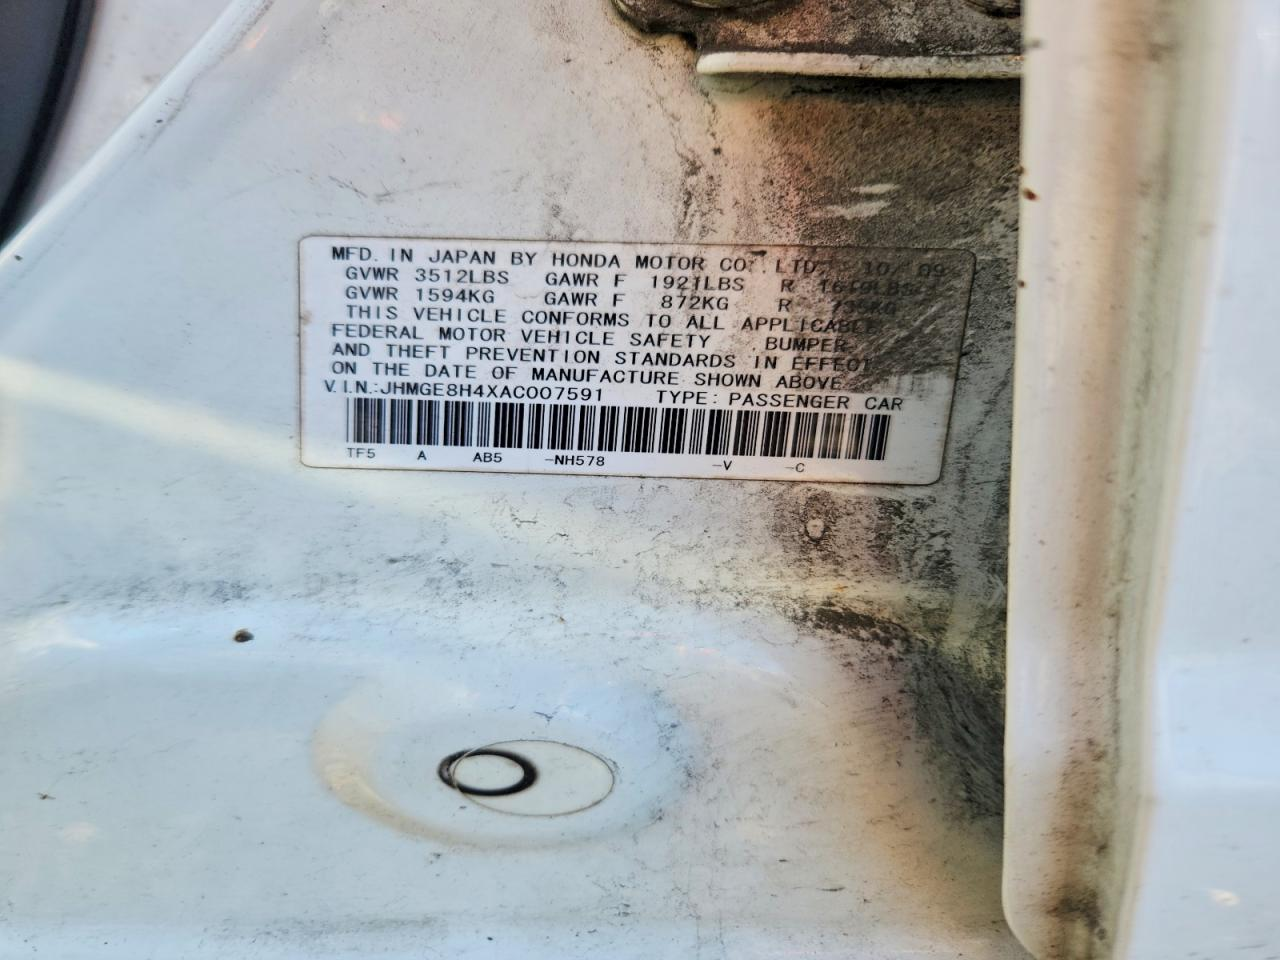 MFD. IN JAPAN BY HONDA MOTOR CO., LTD. 10/09
GVWR 3512LBS GAWR F 1921LBS R
GVWR 1594KG GAWR F 872KG R
THIS VEHICLE CONFORMS TO ALL APPLICABLE
FEDERAL MOTOR VEHICLE SAFETY , BUMPER,
AND THEFT PREVENTION STANDARDS IN EFFECT
ON THE DATE OF MANUFACTURE SHOWN ABOVE.
V.I.N.:JHMGE8H4XAC007591 TYPE: PASSENGER CAR
TF5 A AB5 -NH578 -V -C